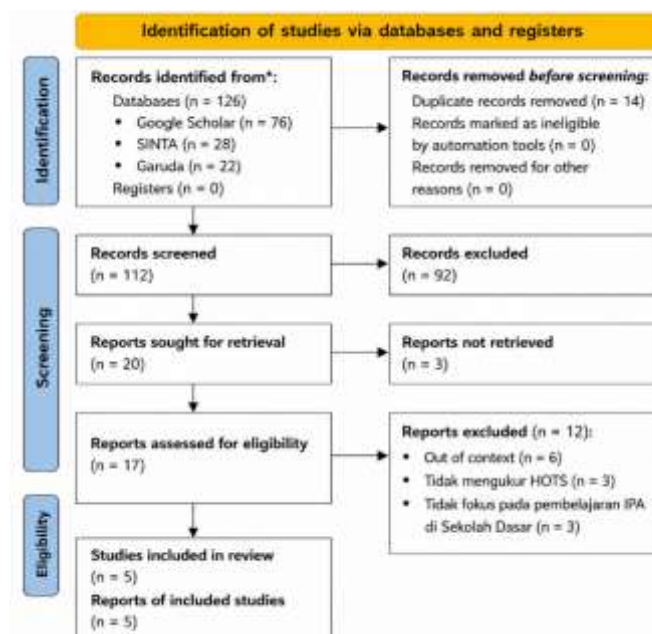 Identification of studies via databases and registers
Identification
Records identified from*:
Databases (n = 126)
• Google Scholar (n = 76)
• SINTA (n = 28)
• Garuda (n = 22)
Registers (n = 0)
Records removed before screening:
Duplicate records removed (n = 14)
Records marked as ineligible
by automation tools (n = 0)
Records removed for other
reasons (n = 0)
Screening
Records screened
(n = 112)
Records excluded
(n = 92)
Reports sought for retrieval
(n = 20)
Reports not retrieved
(n = 3)
Reports assessed for eligibility
(n = 17)
Reports excluded (n = 12):
• Out of context (n = 6)
• Tidak mengukur HOTS (n = 3)
• Tidak fokus pada pembelajaran IPA
di Sekolah Dasar (n = 3)
Eligibility
Studies included in review
(n = 5)
Reports of included studies
(n = 5)